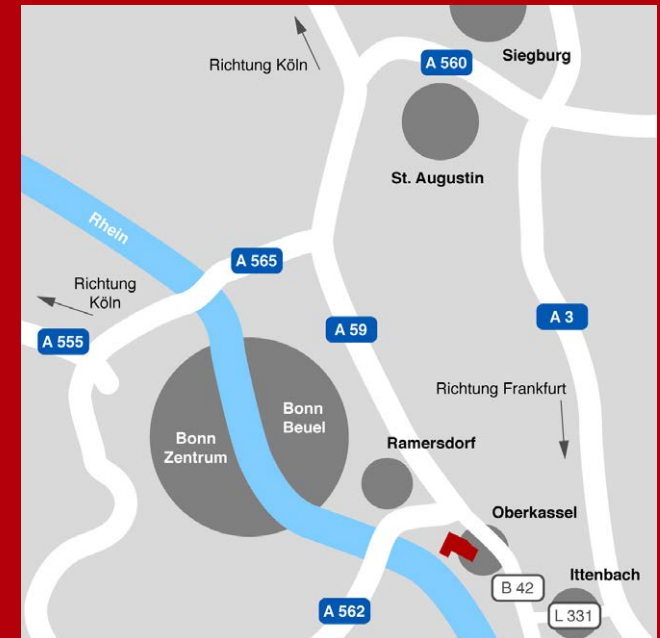 Siegburg
Richtung Köln
A 560
St. Augustin
Rhein
A 565
Richtung
Köln
A 555
A 59
A 3
Richtung Frankfurt
Bonn
Beuel
Bonn
Zentrum
Ramersdorf
Oberkassel
Ittenbach
B 42
A 562
L 331